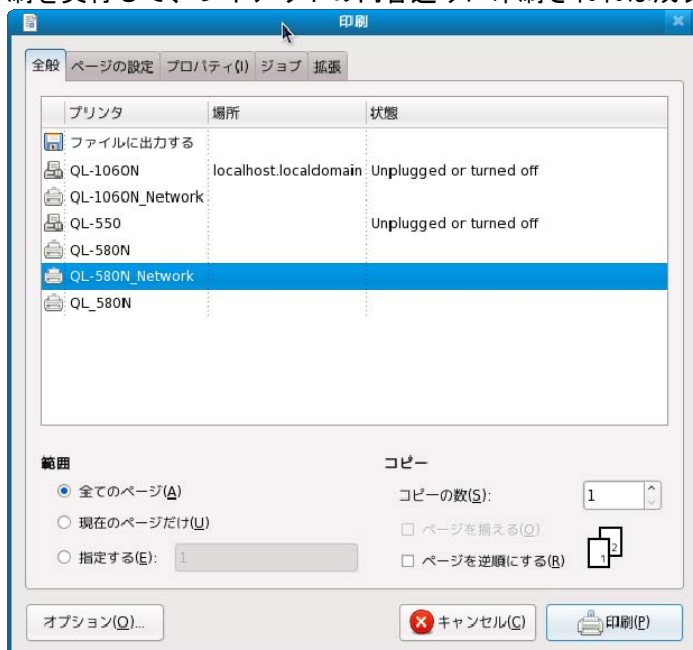 印刷
全般 ページの設定 プロパティ(I) ジョブ 拡張
プリンタ 場所 状態
ファイルに出力する
QL-1060N localhost.localdomain Unplugged or turned off
QL-1060N_Network
QL-550 Unplugged or turned off
QL-580N
QL-580N_Network
QL_580N
範囲 コピー
全てのページ(A) コピーの数(S): 1
現在のページだけ(U) ページを揃える(O)
指定する(E): 1 ページを逆順にする(R) 1 2
オプション(O)... キャンセル(C) 印刷(P)